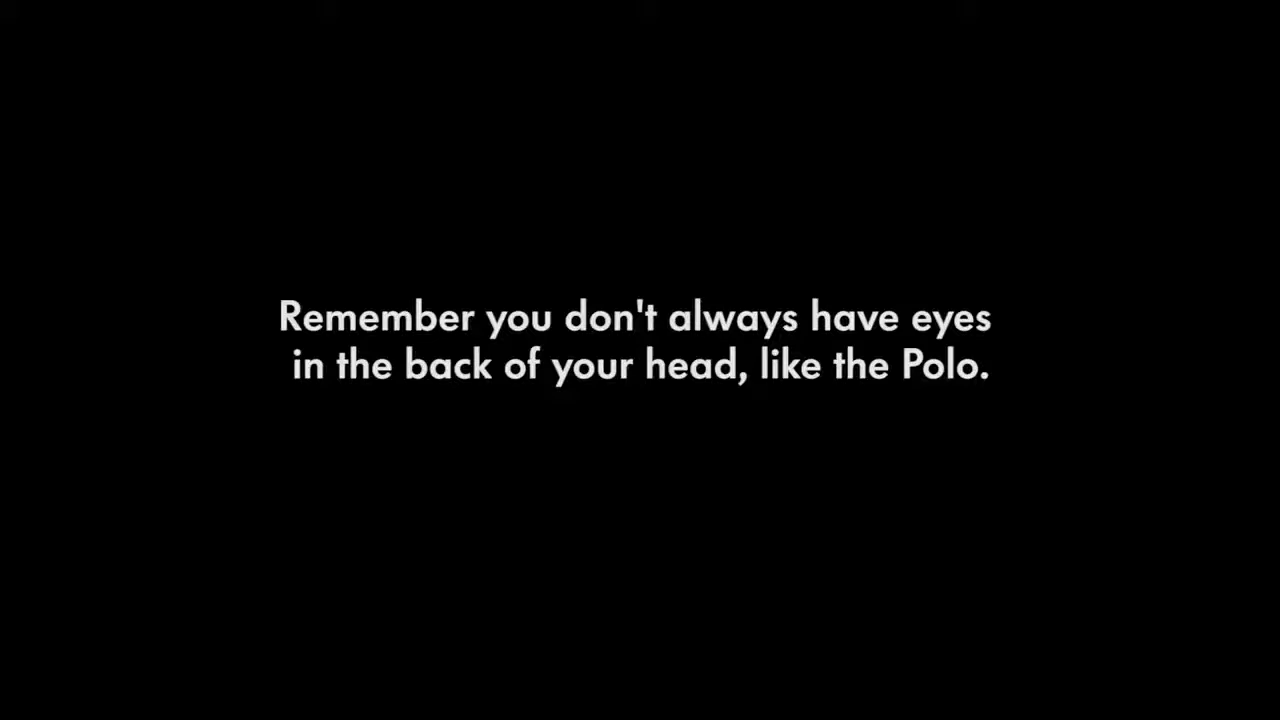 Remember you don't always have eyes
in the back of your head, like the Polo.